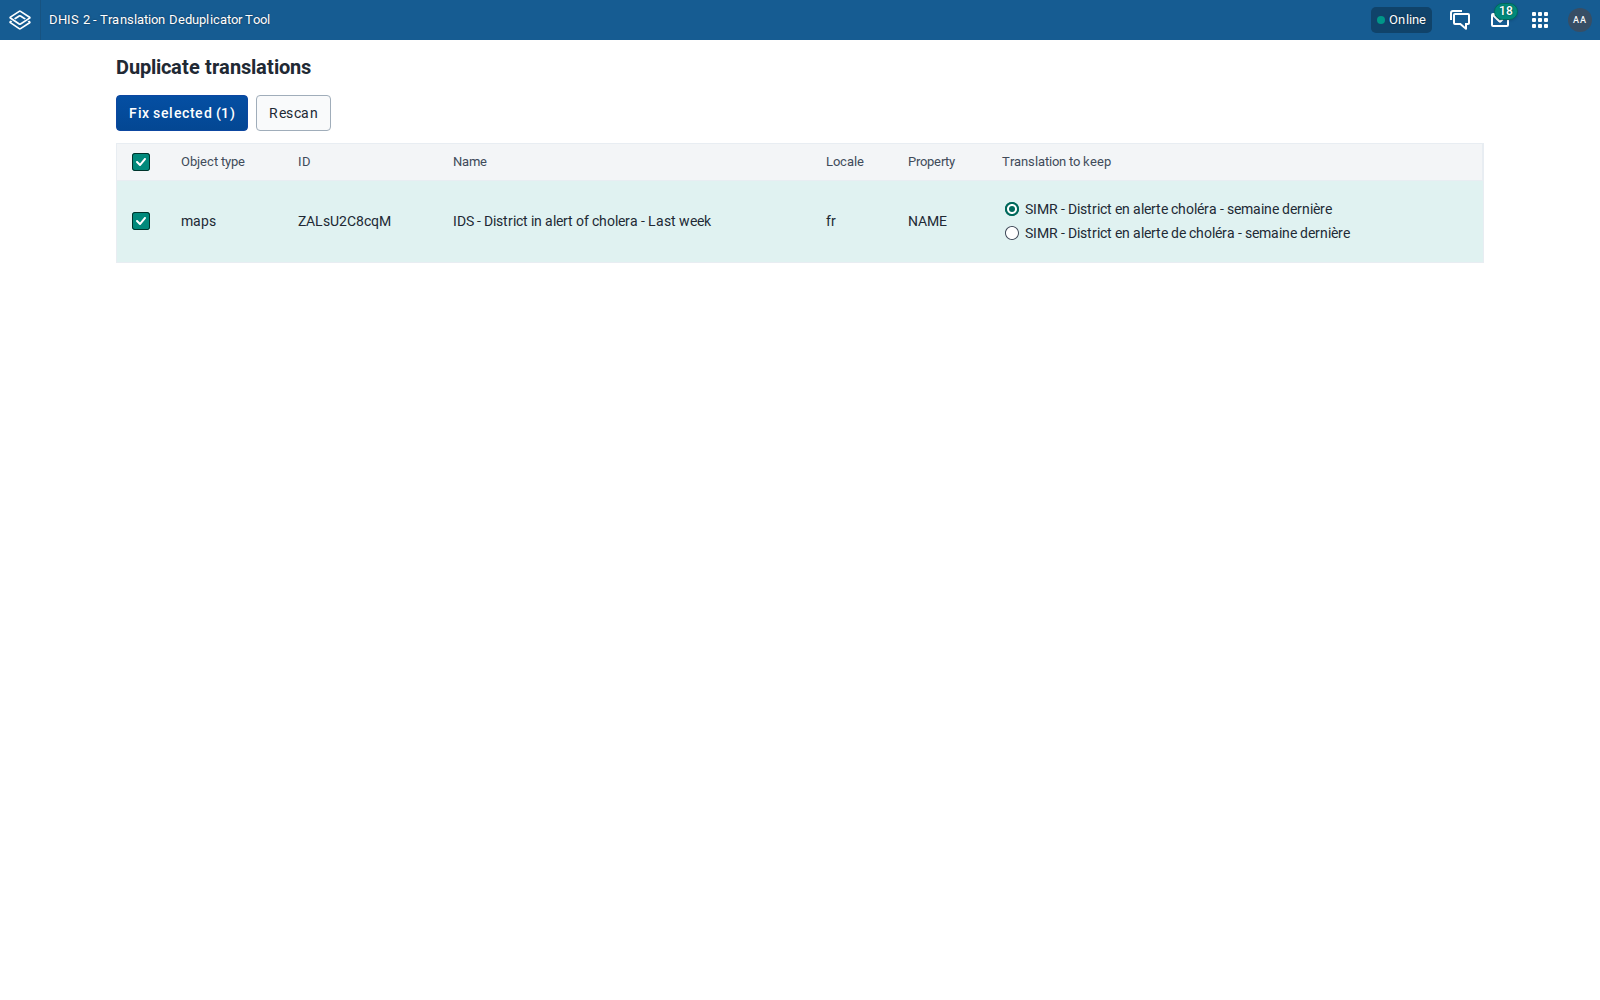 DHIS 2 - Translation Deduplicator Tool
Online
18
AA
Duplicate translations
Fix selected (1)
Rescan
Object type
ID
Name
Locale
Property
Translation to keep
maps
ZALsU2C8cqM
IDS - District in alert of cholera - Last week
fr
NAME
SIMR - District en alerte choléra - semaine dernière
SIMR - District en alerte de choléra - semaine dernière